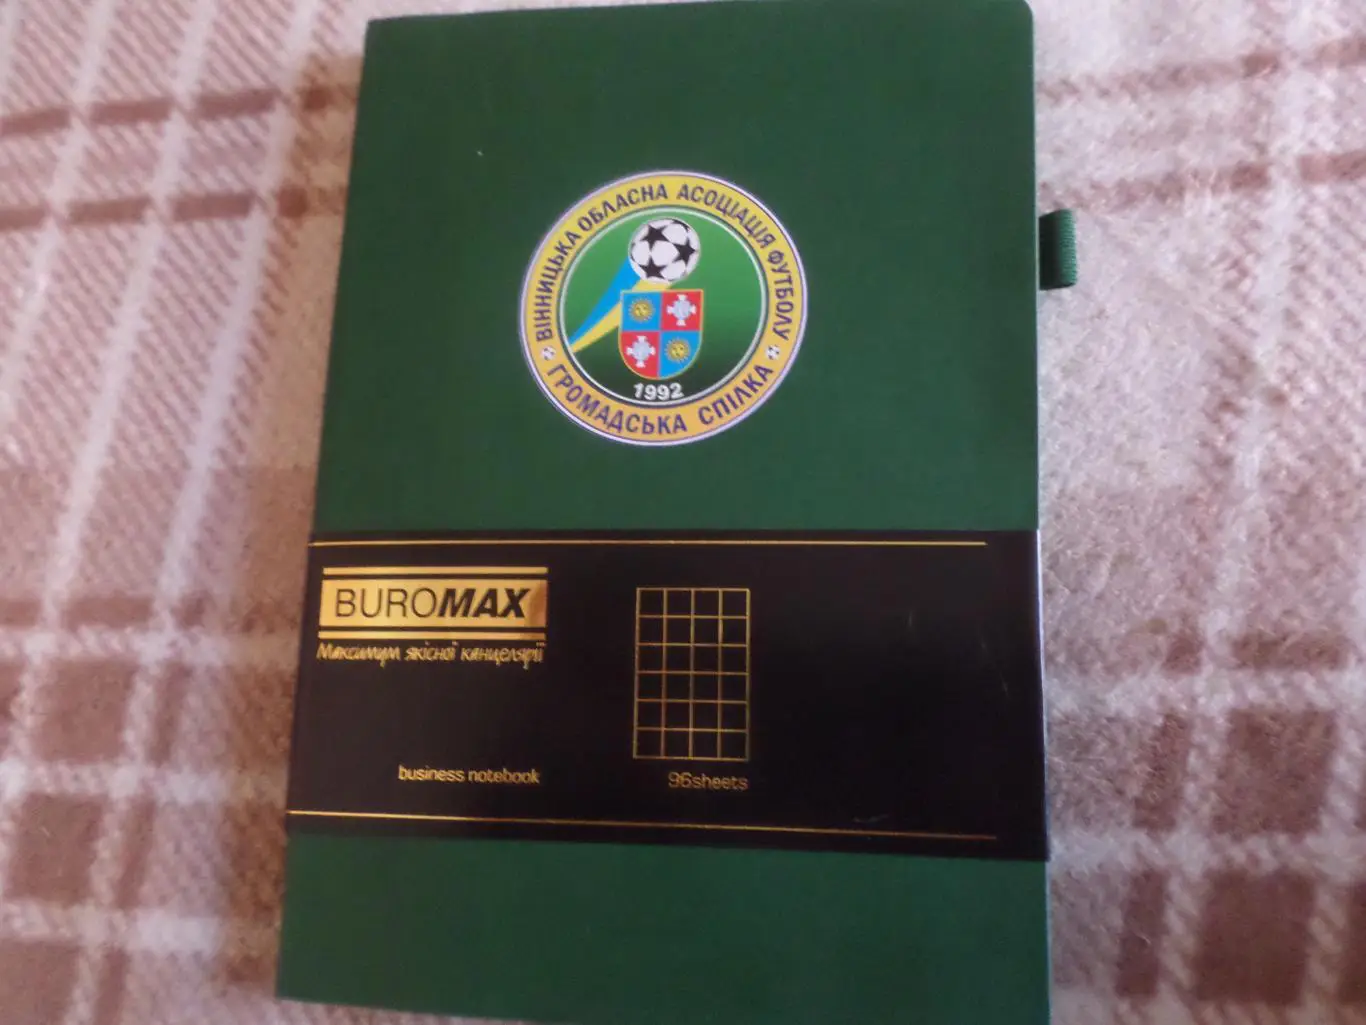 ВІННИЦЬКА ОБЛАСНА АСОЦІАЦІЯ ФУТБОЛУ
1992
ГРОМАДСЬКА СПІЛКА
BUROMAX
Максимум якісної канцелярії
business notebook
96sheets